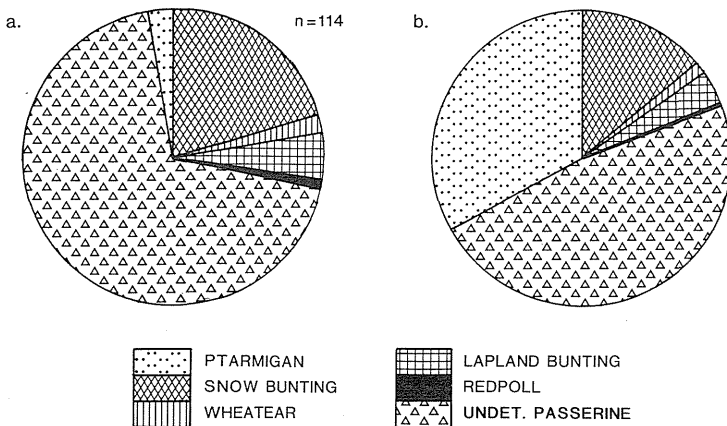 a.
n=114
b.
PTARMIGAN
SNOW BUNTING
WHEATEAR
LAPLAND BUNTING
REDPOLL
UNDET. PASSERINE